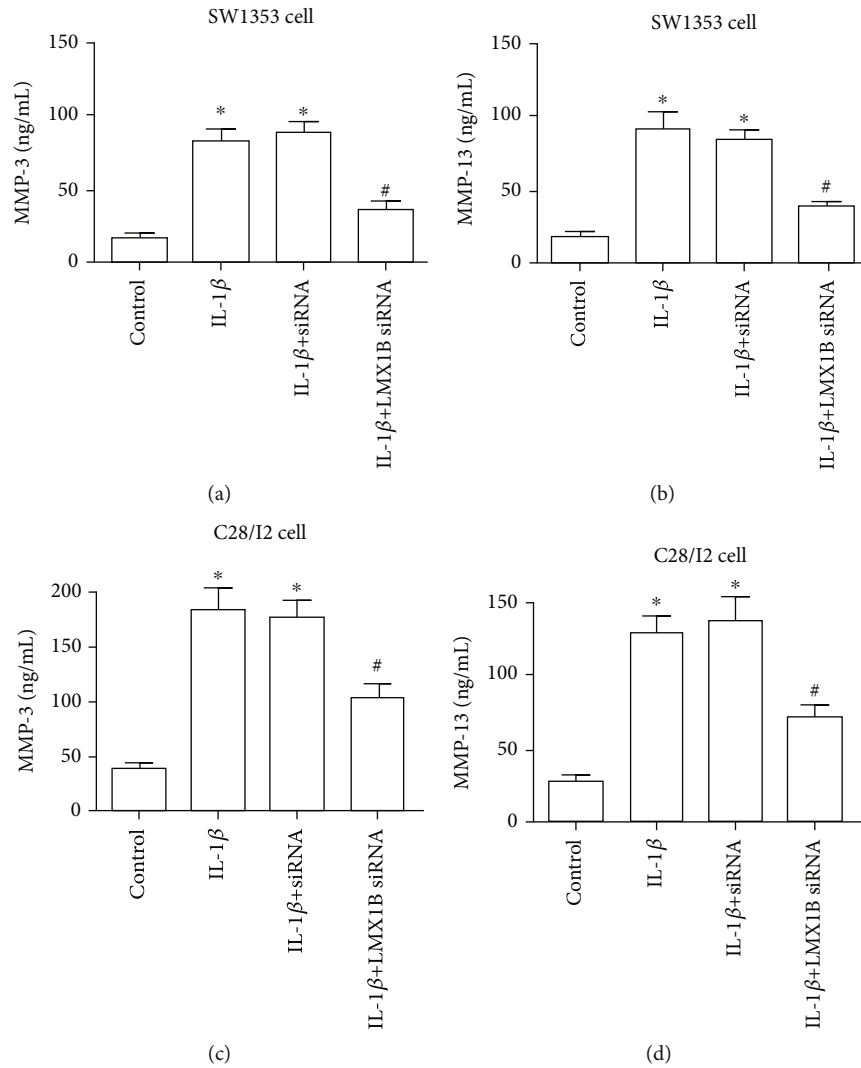 SW1353 cell
MMP-3 (ng/mL)
150
100
50
0
*
*
#
Control
IL-1β
IL-1β+siRNA
IL-1β+LMX1B siRNA
(a)
SW1353 cell
MMP-13 (ng/mL)
150
100
50
0
*
*
#
Control
IL-1β
IL-1β+siRNA
IL-1β+LMX1B siRNA
(b)
C28/I2 cell
MMP-3 (ng/mL)
200
150
100
50
0
*
*
#
Control
IL-1β
IL-1β+siRNA
IL-1β+LMX1B siRNA
(c)
C28/I2 cell
MMP-13 (ng/mL)
150
100
50
0
*
*
#
Control
IL-1β
IL-1β+siRNA
IL-1β+LMX1B siRNA
(d)